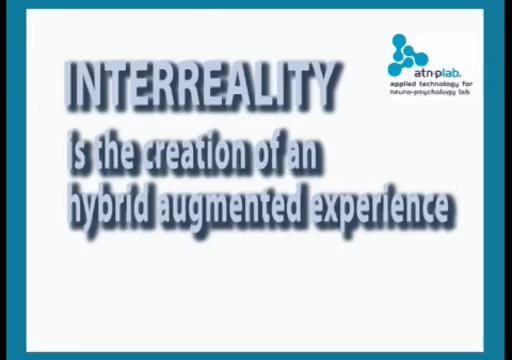 INTERREALITY
is the creation of an
hybrid augmented experience
atn-plab.
applied technology for
neuro-psychology lab